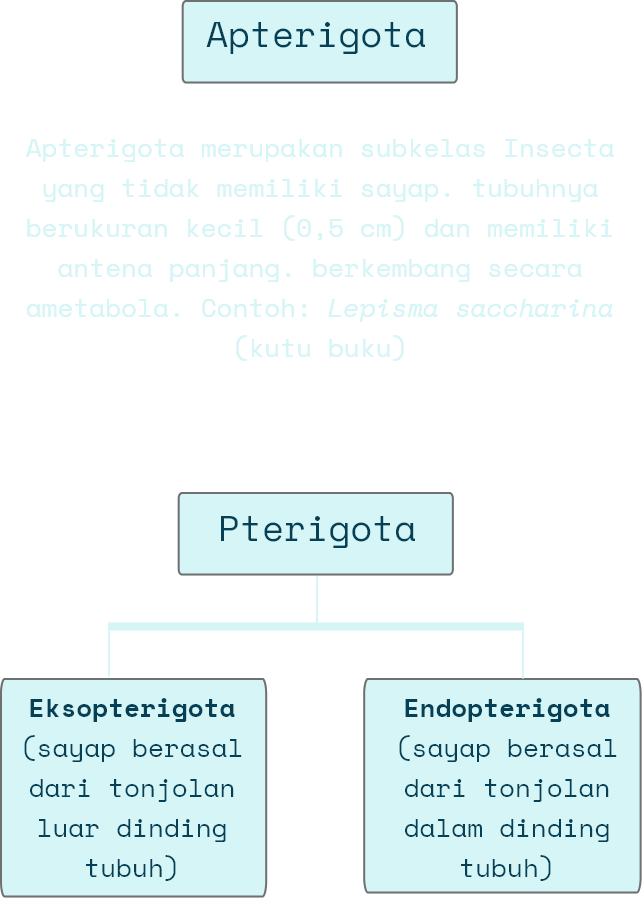 Apterigota
Apterigota merupakan subkelas Insecta
yang tidak memiliki sayap. tubuhnya
berukuran kecil (0,5 cm) dan memiliki
antena panjang. berkembang secara
ametabola. Contoh: Lepisma saccharina
(kutu buku)
Pterigota
Eksopterigota
(sayap berasal
dari tonjolan
luar dinding
tubuh)
Endopterigota
(sayap berasal
dari tonjolan
dalam dinding
tubuh)